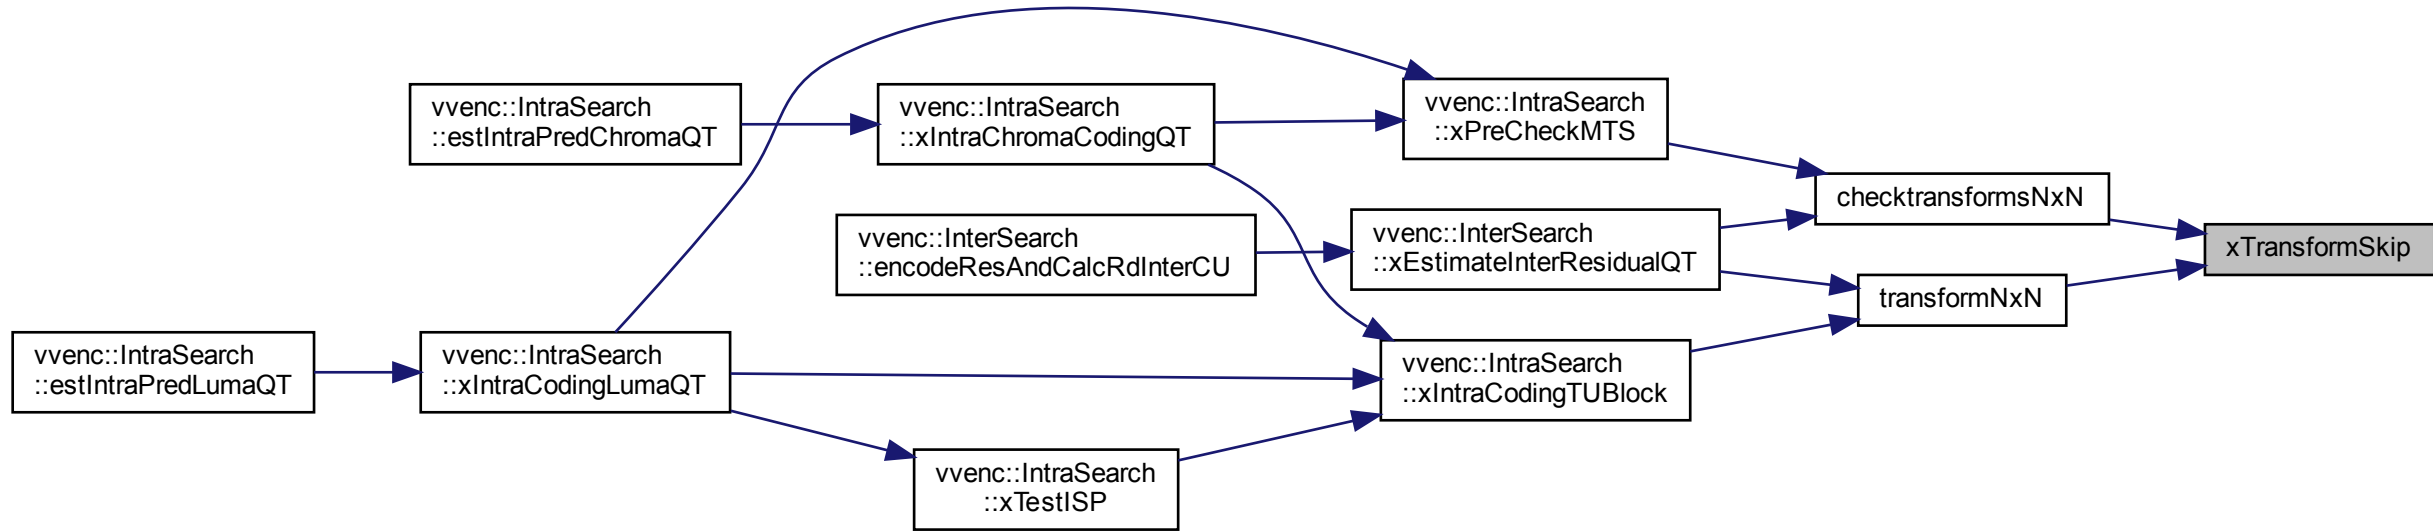 vvenc::IntraSearch
::estIntraPredChromaQT
vvenc::IntraSearch
::xIntraChromaCodingQT
vvenc::IntraSearch
::xPreCheckMTS
checktransformsNxN
vvenc::InterSearch
::encodeResAndCalcRdInterCU
vvenc::InterSearch
::xEstimateInterResidualQT
xTransformSkip
transformNxN
vvenc::IntraSearch
::estIntraPredLumaQT
vvenc::IntraSearch
::xIntraCodingLumaQT
vvenc::IntraSearch
::xIntraCodingTUBlock
vvenc::IntraSearch
::xTestISP